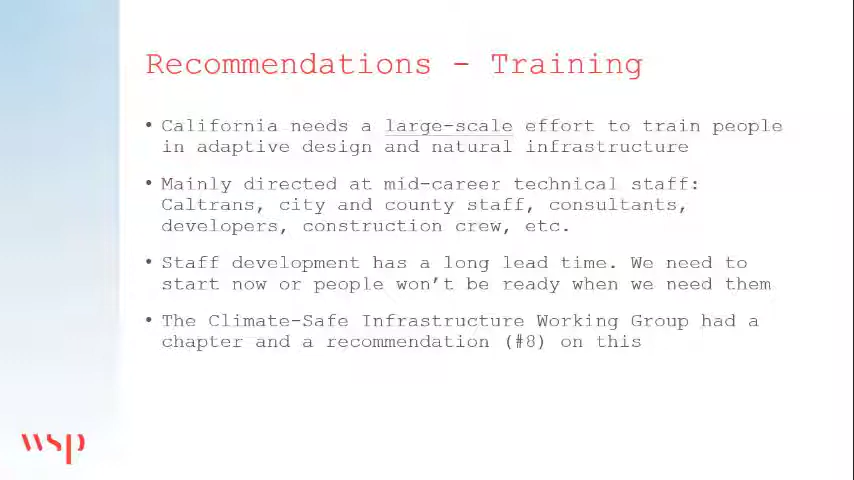 Recommendations - Training
• California needs a large-scale effort to train people
in adaptive design and natural infrastructure
• Mainly directed at mid-career technical staff:
Caltrans, city and county staff, consultants,
developers, construction crew, etc.
• Staff development has a long lead time. We need to
start now or people won’t be ready when we need them
• The Climate-Safe Infrastructure Working Group had a
chapter and a recommendation (#8) on this
wsp